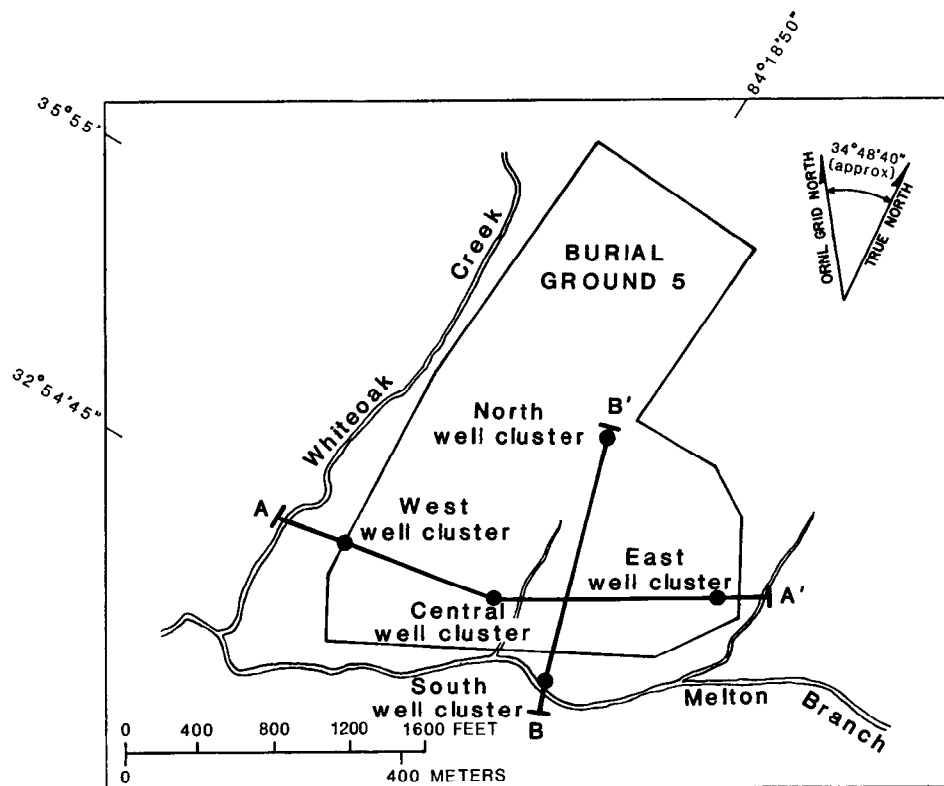 84°18'50"
35°55'
34°48'40"
(approx)
ORNL GRID NORTH
TRUE NORTH
Creek
BURIAL
GROUND 5
32°54'45"
Whiteoak
North
well cluster
B'
A
West
well cluster
East
well cluster
A'
Central
well cluster
South
well cluster
B
Melton
Branch
0 400 800 1200 1600 FEET
0 400 METERS